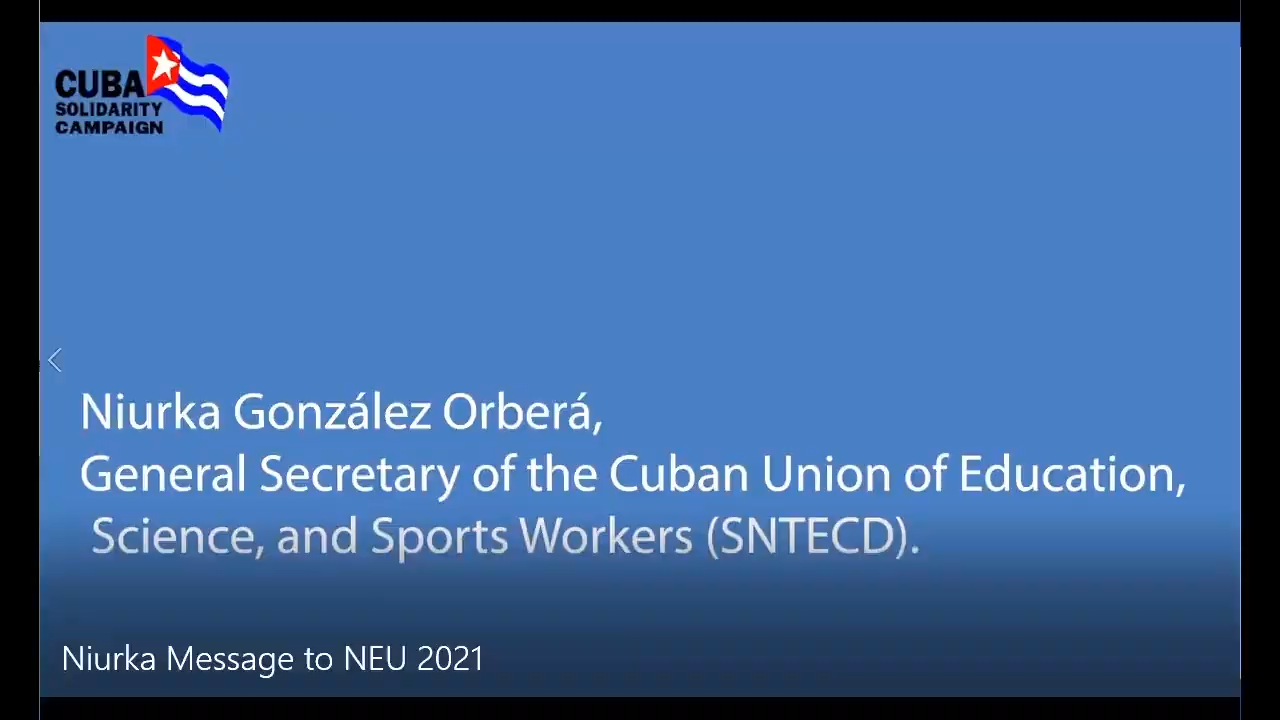 CUBA
SOLIDARITY
CAMPAIGN
Niurka González Orberá,
General Secretary of the Cuban Union of Education,
Science, and Sports Workers (SNTECD).
Niurka Message to NEU 2021